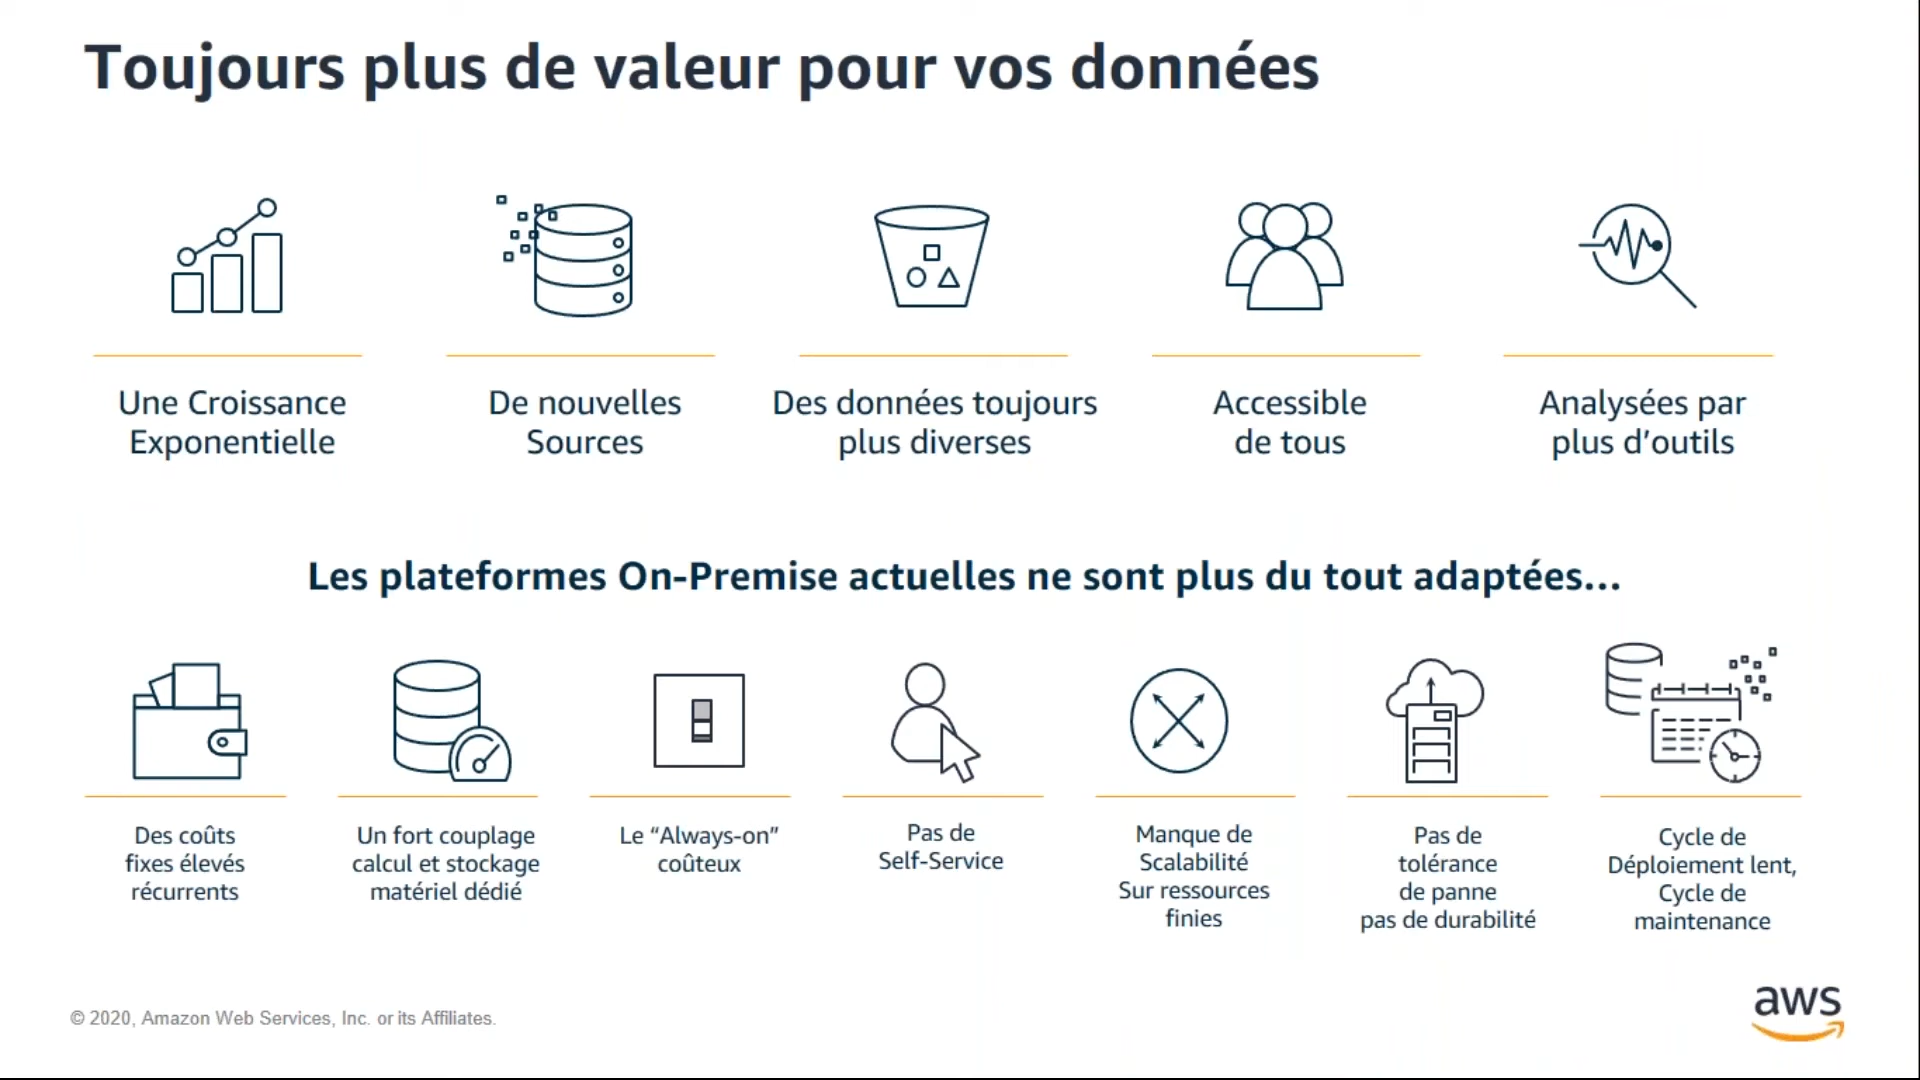 Toujours plus de valeur pour vos données
Une Croissance
Exponentielle
De nouvelles
Sources
Des données toujours
plus diverses
Accessible
de tous
Analysées par
plus d’outils
Les plateformes On-Premise actuelles ne sont plus du tout adaptées...
Des coûts
fixes élevés
récurrents
Un fort couplage
calcul et stockage
matériel dédié
Le “Always-on”
coûteux
Pas de
Self-Service
Manque de
Scalabilité
Sur ressources
finies
Pas de
tolérance
de panne
pas de durabilité
Cycle de
Déploiement lent,
Cycle de
maintenance
© 2020, Amazon Web Services, Inc. or its Affiliates.
aws